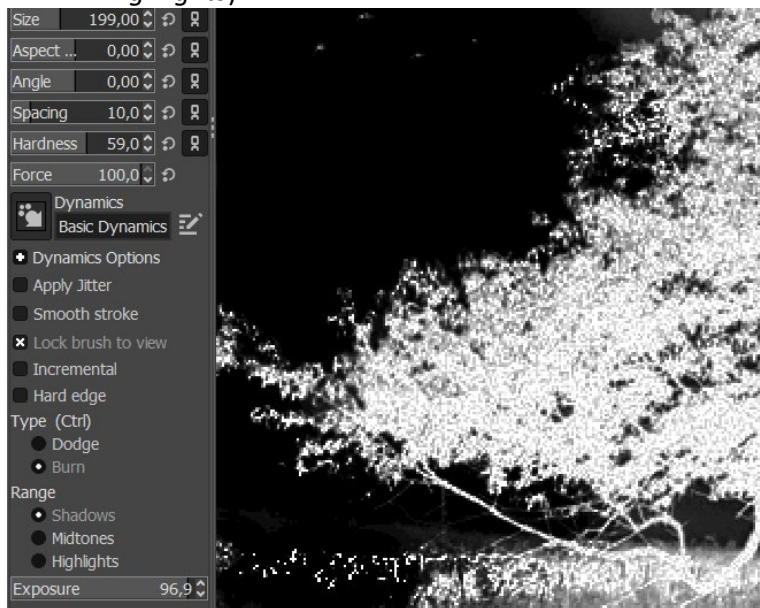 Size 199,00
Aspect ... 0,00
Angle 0,00
Spacing 10,0
Hardness 59,0
Force 100,0
Dynamics
Basic Dynamics
Dynamics Options
Apply Jitter
Smooth stroke
Lock brush to view
Incremental
Hard edge
Type (Ctrl)
Dodge
Burn
Range
Shadows
Midtones
Highlights
Exposure 96,9